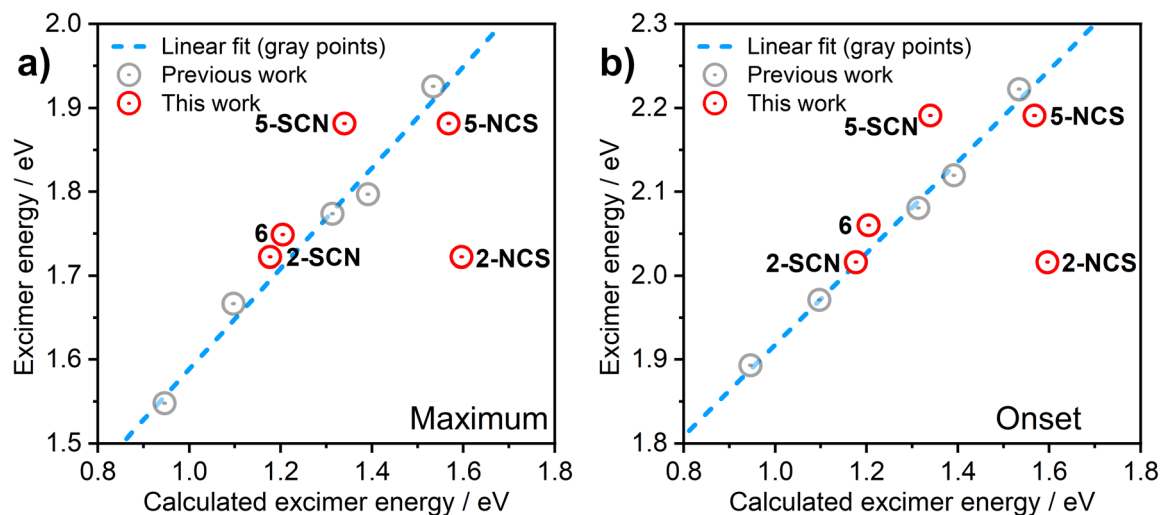 a)
Linear fit (gray points)
Previous work
This work
5-SCN
5-NCS
6
2-SCN
2-NCS
Maximum
2.0
1.9
1.8
1.7
1.6
1.5
0.8 1.0 1.2 1.4 1.6 1.8
Excimer energy / eV
Calculated excimer energy / eV
b)
Linear fit (gray points)
Previous work
This work
5-SCN
5-NCS
6
2-SCN
2-NCS
Onset
2.3
2.2
2.1
2.0
1.9
1.8
0.8 1.0 1.2 1.4 1.6 1.8
Excimer energy / eV
Calculated excimer energy / eV